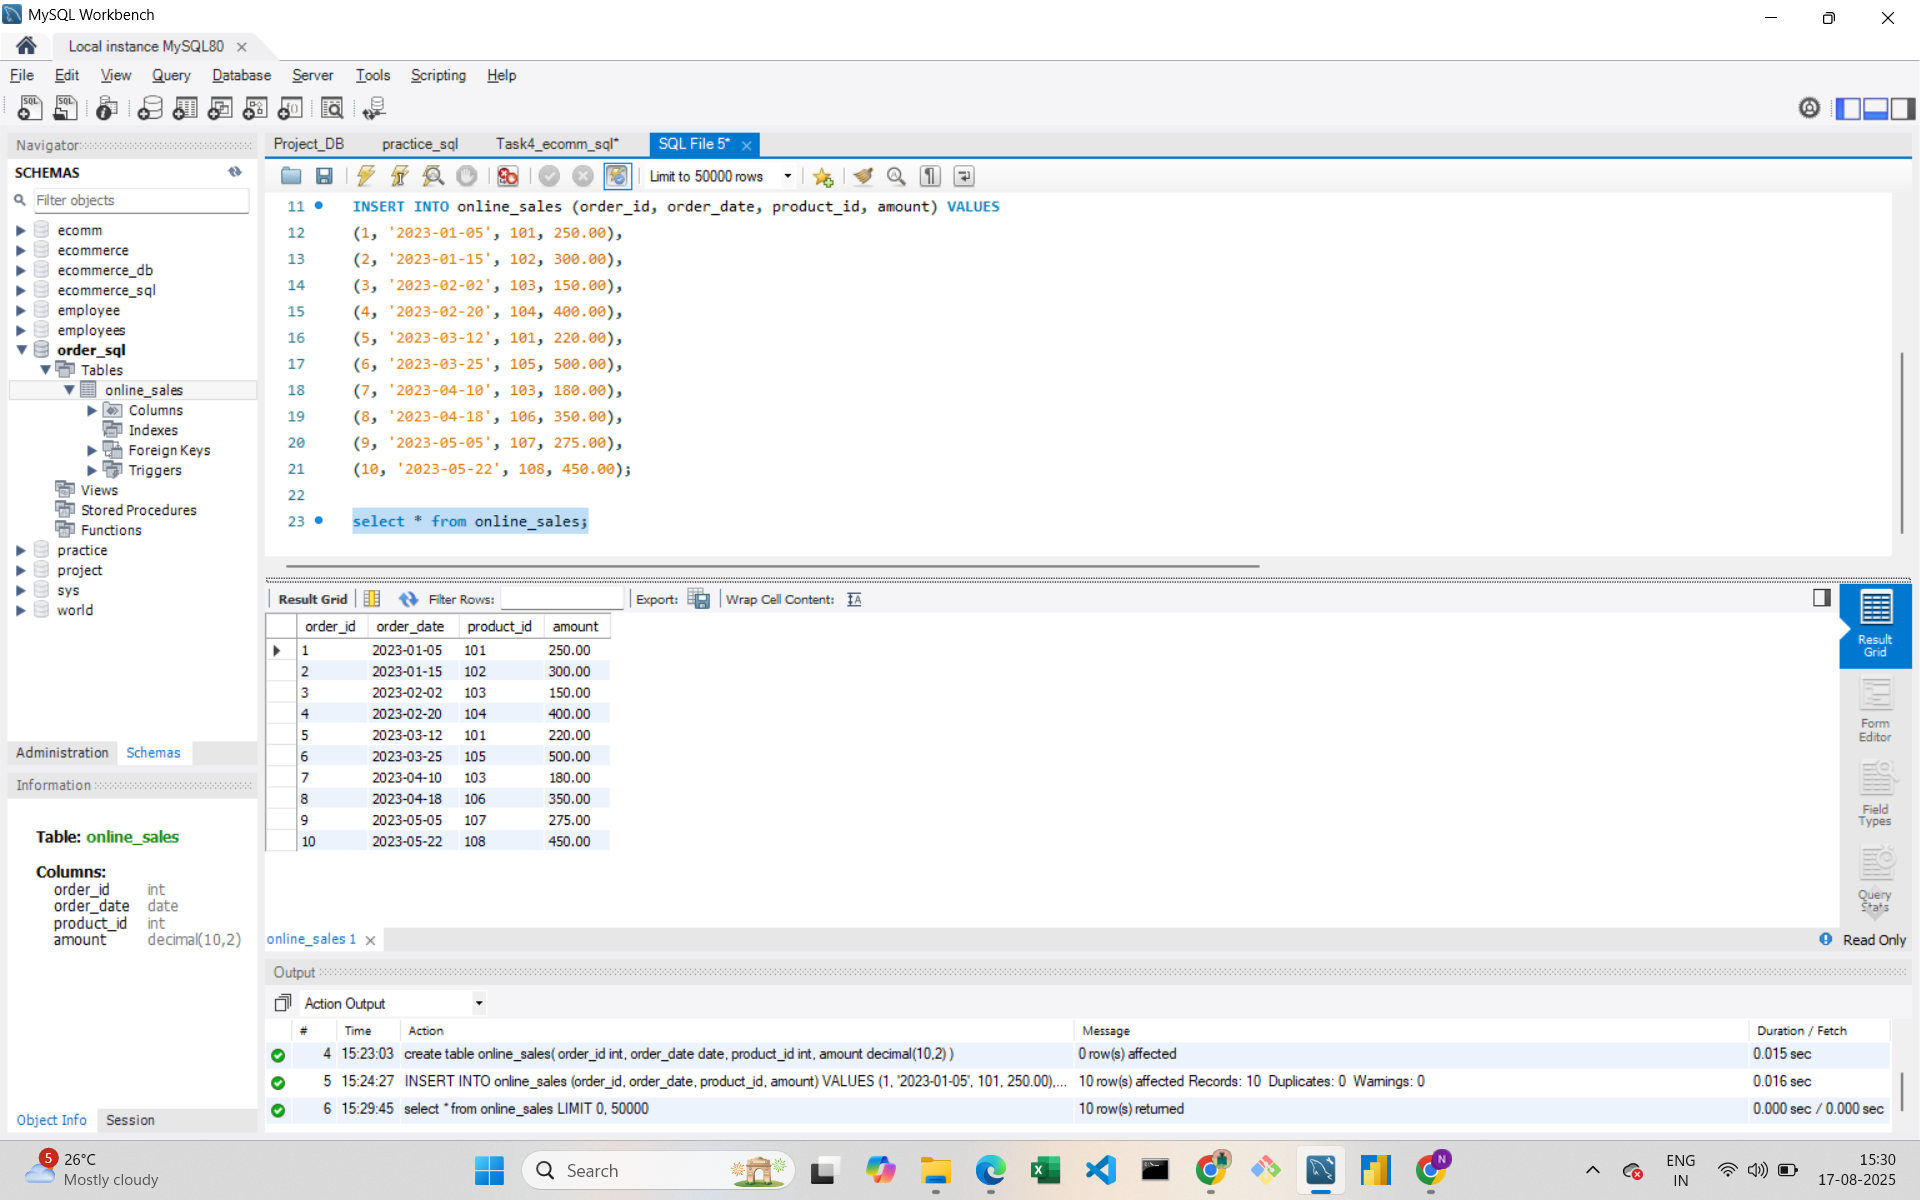 MySQL Workbench
Local instance MySQL80
File Edit View Query Database Server Tools Scripting Help
Navigator
SCHEMAS
Filter objects
ecomm
ecommerce
ecommerce_db
ecommerce_sql
employee
employees
order_sql
Tables
online_sales
Columns
Indexes
Foreign Keys
Triggers
Views
Stored Procedures
Functions
practice
project
sys
world
Administration Schemas
Information
Table: online_sales
Columns:
order_id int
order_date date
product_id int
amount decimal(10,2)
Object Info Session
Project_DB practice_sql Task4_ecomm_sql* SQL File 5*
Limit to 50000 rows
11 INSERT INTO online_sales (order_id, order_date, product_id, amount) VALUES
12 (1, '2023-01-05', 101, 250.00),
13 (2, '2023-01-15', 102, 300.00),
14 (3, '2023-02-02', 103, 150.00),
15 (4, '2023-02-20', 104, 400.00),
16 (5, '2023-03-12', 101, 220.00),
17 (6, '2023-03-25', 105, 500.00),
18 (7, '2023-04-10', 103, 180.00),
19 (8, '2023-04-18', 106, 350.00),
20 (9, '2023-05-05', 107, 275.00),
21 (10, '2023-05-22', 108, 450.00);
22
23 select * from online_sales;
Result Grid Filter Rows: Export: Wrap Cell Content:
order_id order_date product_id amount
1 2023-01-05 101 250.00
2 2023-01-15 102 300.00
3 2023-02-02 103 150.00
4 2023-02-20 104 400.00
5 2023-03-12 101 220.00
6 2023-03-25 105 500.00
7 2023-04-10 103 180.00
8 2023-04-18 106 350.00
9 2023-05-05 107 275.00
10 2023-05-22 108 450.00
Result
Grid
Form
Editor
Field
Types
Query
Stats
online_sales 1
Read Only
Output
Action Output
# Time Action Message Duration / Fetch
4 15:23:03 create table online_sales( order_id int, order_date date, product_id int, amount decimal(10,2) ) 0 row(s) affected 0.015 sec
5 15:24:27 INSERT INTO online_sales (order_id, order_date, product_id, amount) VALUES (1, '2023-01-05', 101, 250.00),... 10 row(s) affected Records: 10 Duplicates: 0 Warnings: 0 0.016 sec
6 15:29:45 select * from online_sales LIMIT 0, 50000 10 row(s) returned 0.000 sec / 0.000 sec
5
26°C
Mostly cloudy
Search
N
ENG
IN
15:30
17-08-2025